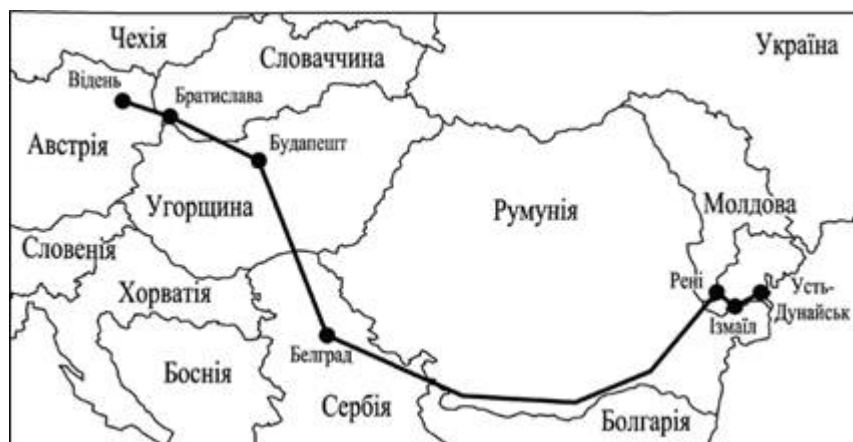 Чехія
Словаччина
Україна
Відень
Братислава
Австрія
Будапешт
Угорщина
Румунія
Молдова
Словенія
Хорватія
Рені
Усть-
Дунайськ
Ізмаїл
Белград
Боснія
Сербія
Болгарія